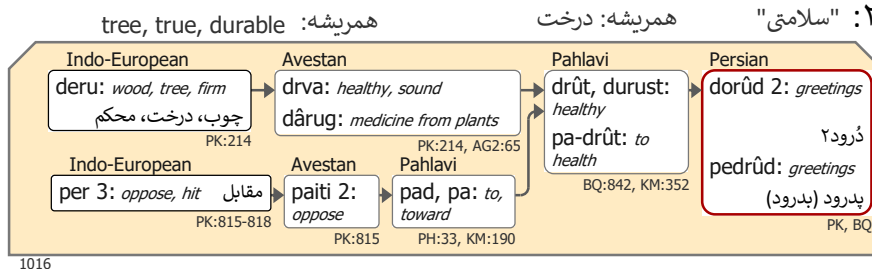 ۲: "سلامتی" همریشه: درخت همریشه: tree, true, durable
Indo-European Avestan Pahlavi Persian
deru: wood, tree, firm
چوب، درخت، محکم
PK:214
drva: healthy, sound
dârug: medicine from plants
PK:214, AG2:65
drût, durust:
healthy
pa-drût: to
health
BQ:842, KM:352
dorûd 2: greetings
دُرود۲
pedrûd: greetings
پدرود (بدرود)
PK, BQ
Indo-European Avestan Pahlavi
per 3: oppose, hit مقابل
PK:815-818
paiti 2:
oppose
PK:815
pad, pa: to,
toward
PH:33, KM:190
1016